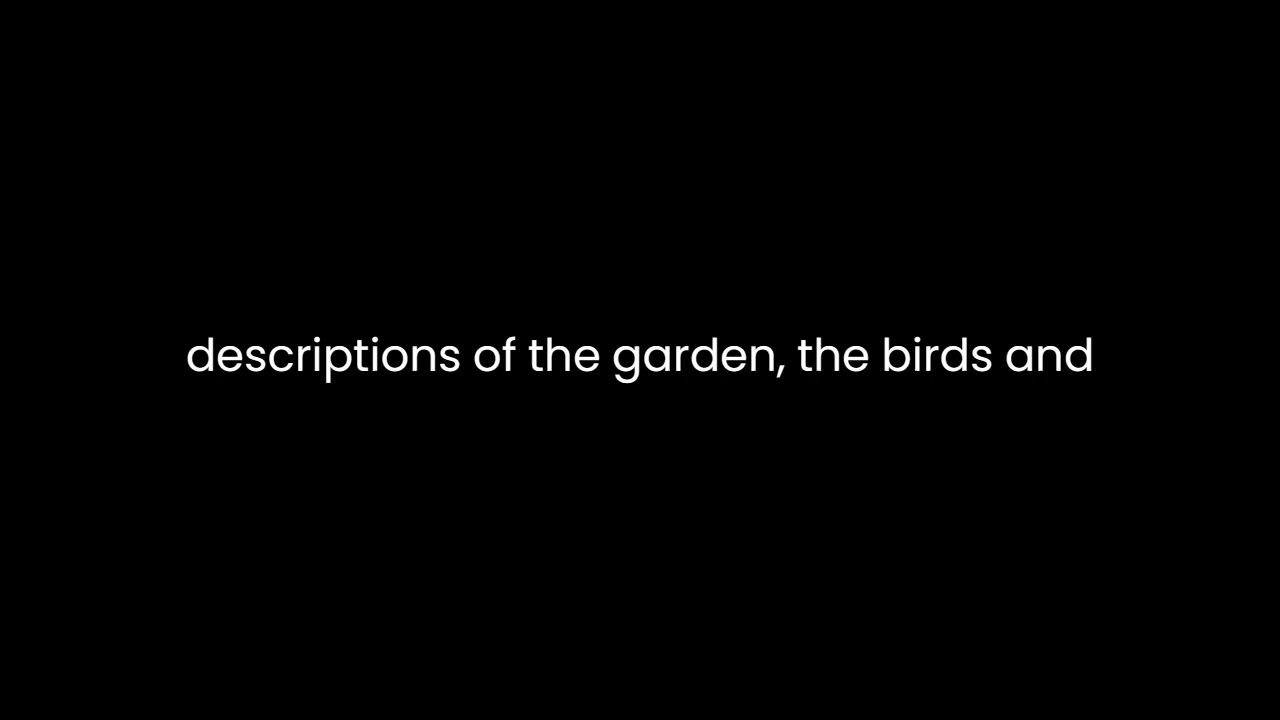 descriptions of the garden, the birds and